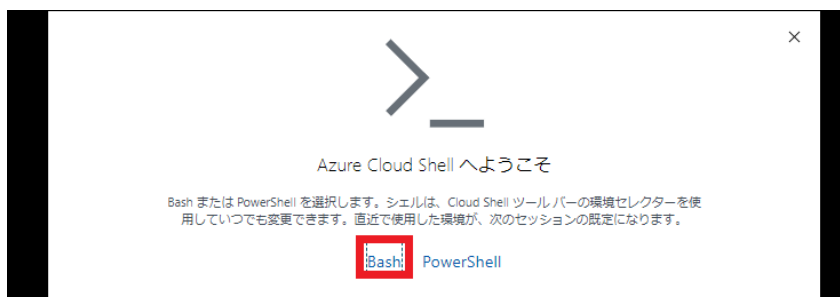 Azure Cloud Shell へようこそ
Bash または PowerShell を選択します。シェルは、Cloud Shell ツール バーの環境セレクターを使
用していつでも変更できます。直近で使用した環境が、次のセッションの既定になります。
Bash PowerShell